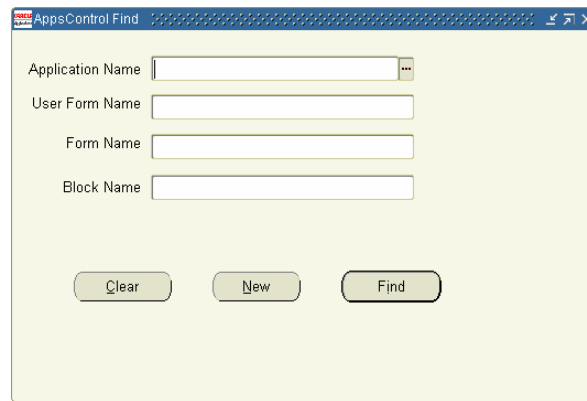 AppsControl Find
Application Name
User Form Name
Form Name
Block Name
Clear New Find